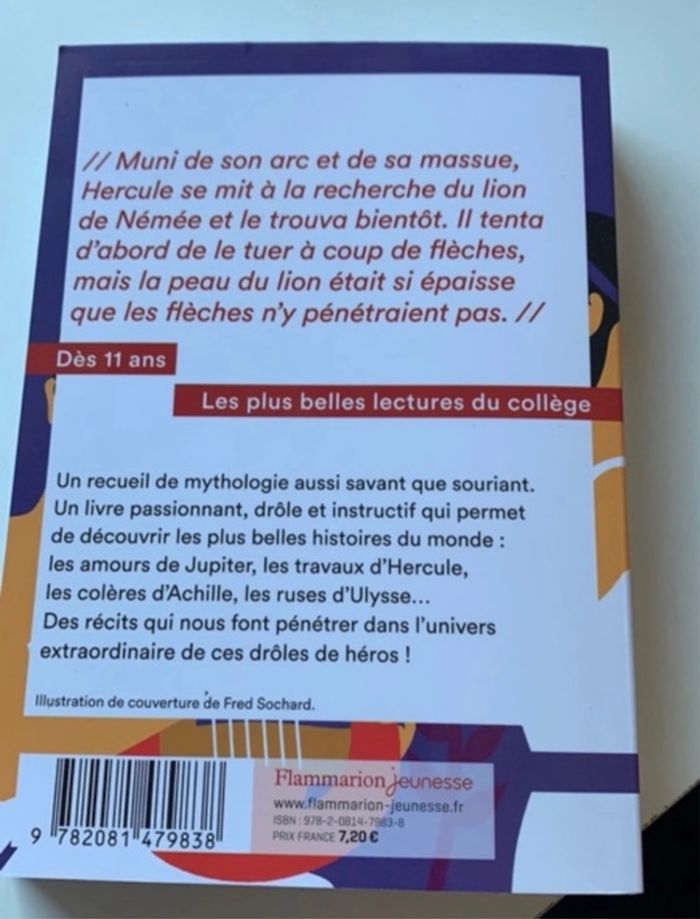 // Muni de son arc et de sa massue,
Hercule se mit à la recherche du lion
de Némée et le trouva bientôt. Il tenta
d'abord de le tuer à coup de flèches,
mais la peau du lion était si épaisse
que les flèches n'y pénétraient pas. //
Dès 11 ans
Les plus belles lectures du collège
Un recueil de mythologie aussi savant que souriant.
Un livre passionnant, drôle et instructif qui permet
de découvrir les plus belles histoires du monde :
les amours de Jupiter, les travaux d'Hercule,
les colères d'Achille, les ruses d'Ulysse...
Des récits qui nous font pénétrer dans l'univers
extraordinaire de ces drôles de héros !
Illustration de couverture de Fred Sochard.
Flammarion jeunesse
www.flammarion-jeunesse.fr
ISBN : 978-2-0814-7983-8
PRIX FRANCE 7,20 €
9 782081 479838